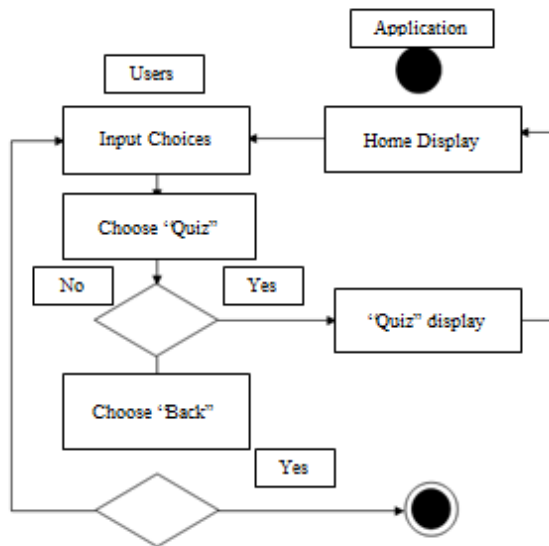 Application
Users
Input Choices
Home Display
Choose “Quiz”
No
Yes
“Quiz” display
Choose “Back”
Yes